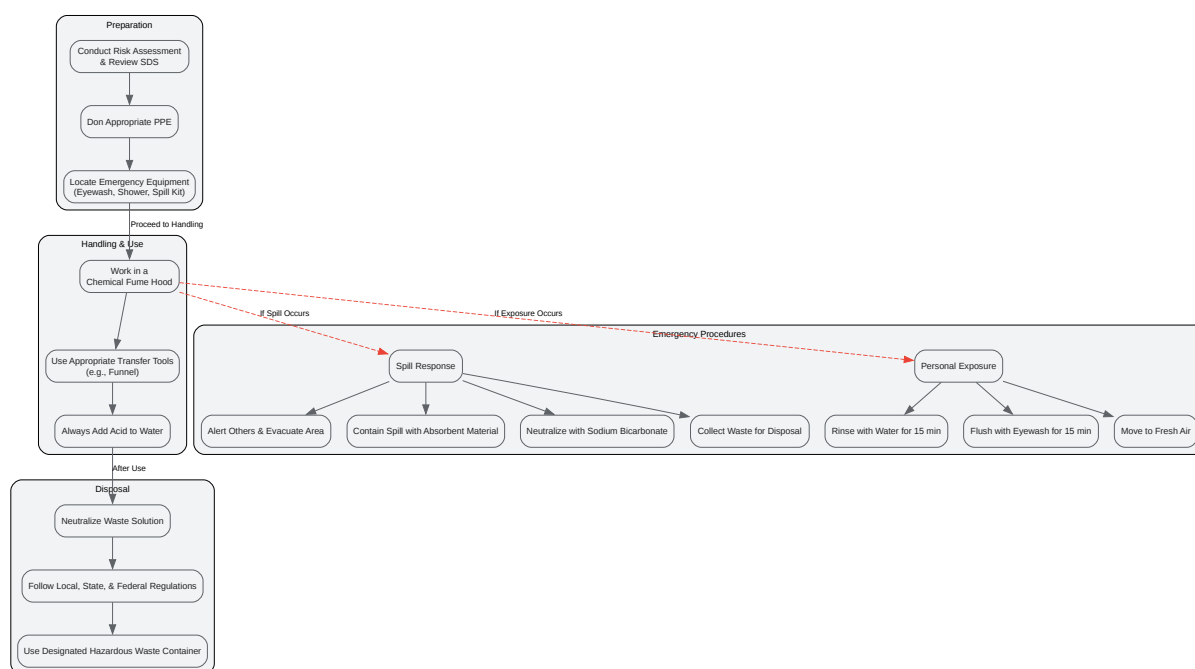 Preparation
Conduct Risk Assessment
& Review SDS
Don Appropriate PPE
Locate Emergency Equipment
(Eyewash, Shower, Spill Kit)
Proceed to Handling
Handling & Use
Work in a
Chemical Fume Hood
If Spill Occurs
If Exposure Occurs
Use Appropriate Transfer Tools
(e.g., Funnel)
Always Add Acid to Water
Emergency Procedures
Spill Response
Personal Exposure
Alert Others & Evacuate Area
Contain Spill with Absorbent Material
Neutralize with Sodium Bicarbonate
Collect Waste for Disposal
Rinse with Water for 15 min
Flush with Eyewash for 15 min
Move to Fresh Air
After Use
Disposal
Neutralize Waste Solution
Follow Local, State, & Federal Regulations
Use Designated Hazardous Waste Container